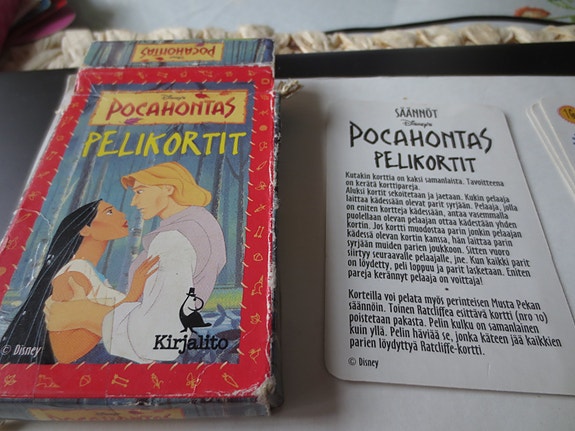 Disney's
POCAHONTAS
Disney's
POCAHONTAS
PELIKORTIT
Kirjalito
© Disney
SÄÄNNÖT
Disney's
POCAHONTAS
PELIKORTIT
Kutakin korttia on kaksi samanlaista. Tavoitteena
on kerätä korttipareja.
Aluksi kortit sekoitetaan ja jaetaan. Kukin pelaaja
laittaa kädessään olevat parit syrjään. Pelaaja, jolla
on eniten kortteja kädessään, antaa vasemmalla
puolellaan olevan pelaajan ottaa kädestään yhden
kortin. Jos kortti muodostaa parin jonkin pelaajan
kädessä olevan kortin kanssa, hän laittaa parin
syrjään muiden parien joukkoon. Sitten vuoro
siirtyy seuraavalle pelaajalle, jne. Kun kaikki parit
on löydetty, peli loppuu ja parit lasketaan. Eniten
pareja kerännyt pelaaja on voittaja!
Korteilla voi pelata myös perinteisen Musta Pekan
säännöin. Toinen Ratcliffea esittävä kortti (nro 10)
poistetaan pakasta. Pelin kulku on samanlainen
kuin yllä. Pelin häviää se, jonka käteen jää kaikkien
parien löydyttyä Ratcliffe-kortti.
© Disney